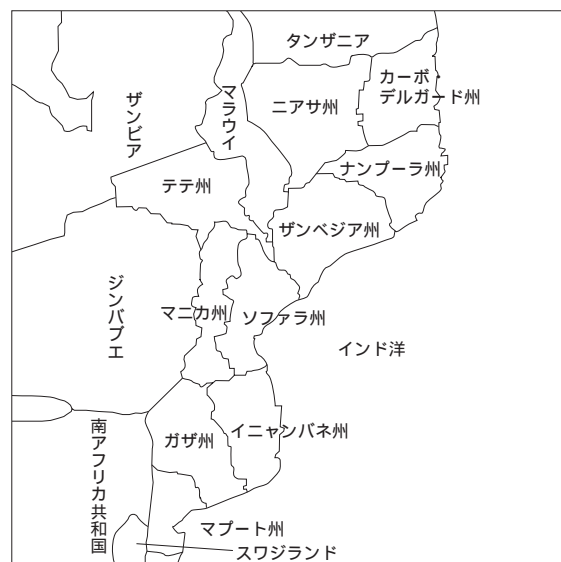 タンザニア
カーボ・
デルガード州
マラウイ
ニアサ州
ザンビア
ナンプーラ州
テテ州
ザンベジア州
ジンバブエ
マニカ州
ソファラ州
インド洋
南アフリカ共和国
ガザ州
イニャンバネ州
マプート州
スワジランド